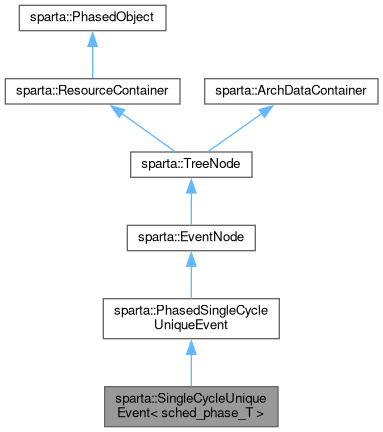 sparta::PhasedObject
sparta::ResourceContainer
sparta::ArchDataContainer
sparta::TreeNode
sparta::EventNode
sparta::PhasedSingleCycle
UniqueEvent
sparta::SingleCycleUnique
Event< sched_phase_T >